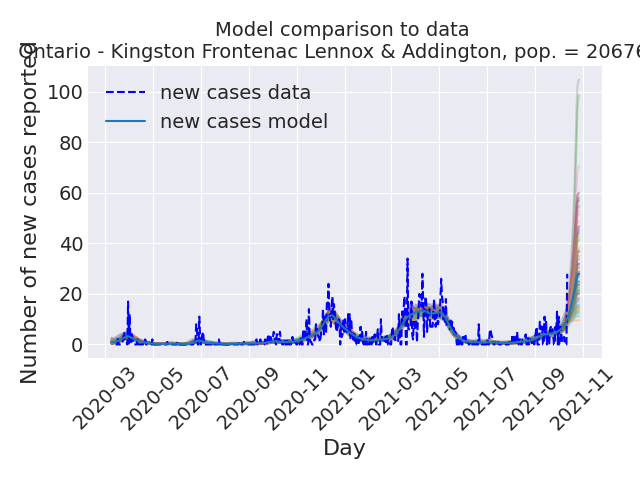 Model comparison to data
Ontario - Kingston Frontenac Lennox & Addington, pop. = 20676
Number of new cases reported
100
80
60
40
20
0
new cases data
new cases model
2020-03
2020-05
2020-07
2020-09
2020-11
2021-01
2021-03
2021-05
2021-07
2021-09
2021-11
Day